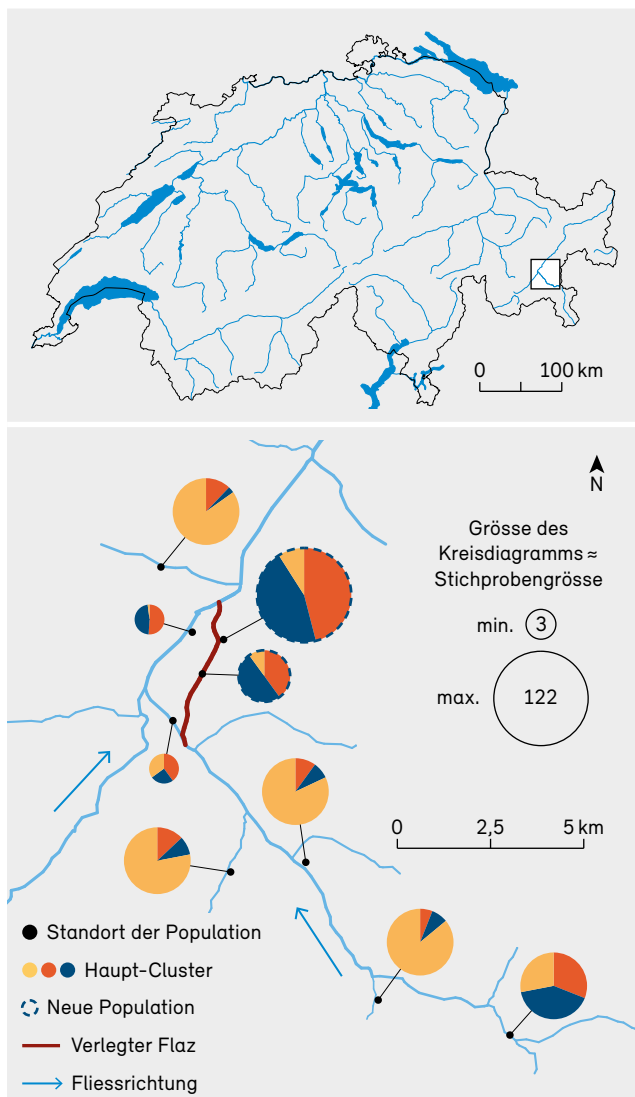 0 100 km
N
Grösse des
Kreisdiagramms ≈
Stichprobengrösse
min. 3
max. 122
0 2,5 5 km
Standort der Population
Haupt-Cluster
Neue Population
Verlegter Flaz
Fliessrichtung